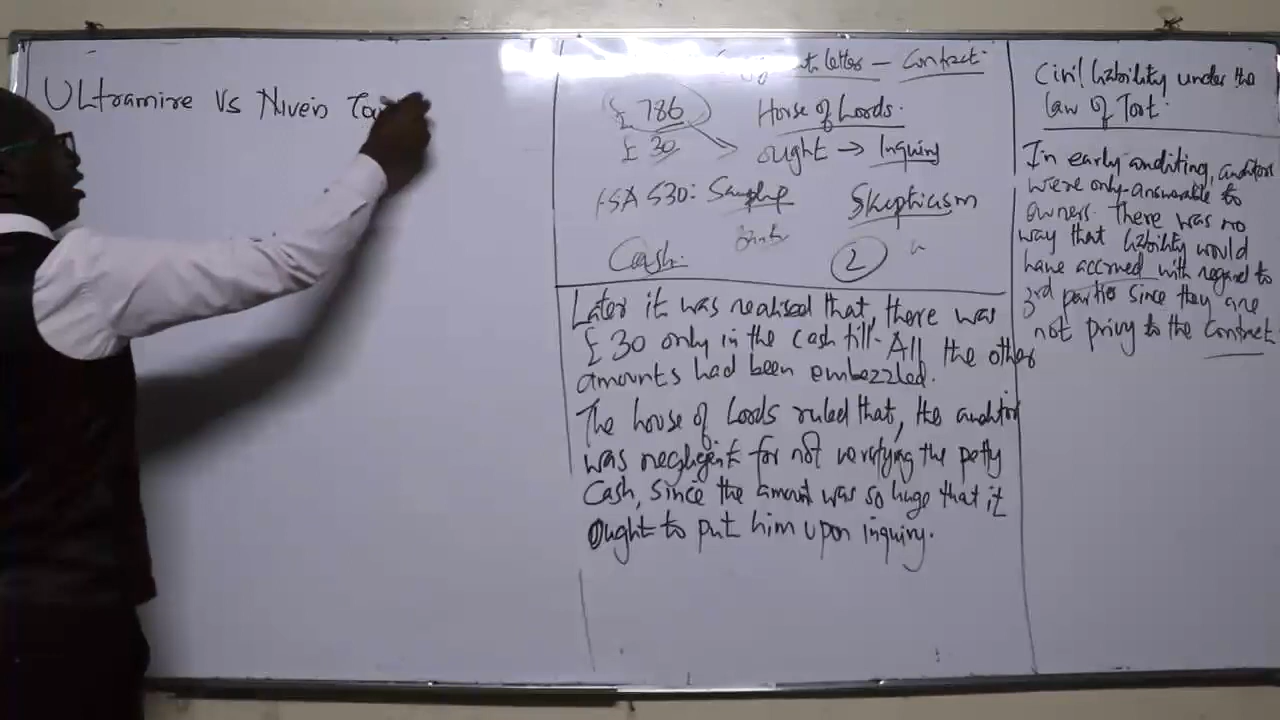 Ultramire Vs Niveis
letter – Contract
£ 786
House of Lords.
£ 30
ought → Inquiry
ISA 530: Sample
Skepticism
Cash.
2
Later it was realised that, there was
£ 30 only in the cash till. All the other
amounts had been embezzled.
The house of Lords ruled that, the auditor
was negligent for not verifying the petty
Cash, since the amount was so huge that it
Ought to put him upon inquiry.
Civil liability under the
law of Tort.
In early auditing, auditors
were only answerable to
owners. There was no
way that liability would
have accrued with regard to
3rd parties since they are
not privy to the Contract